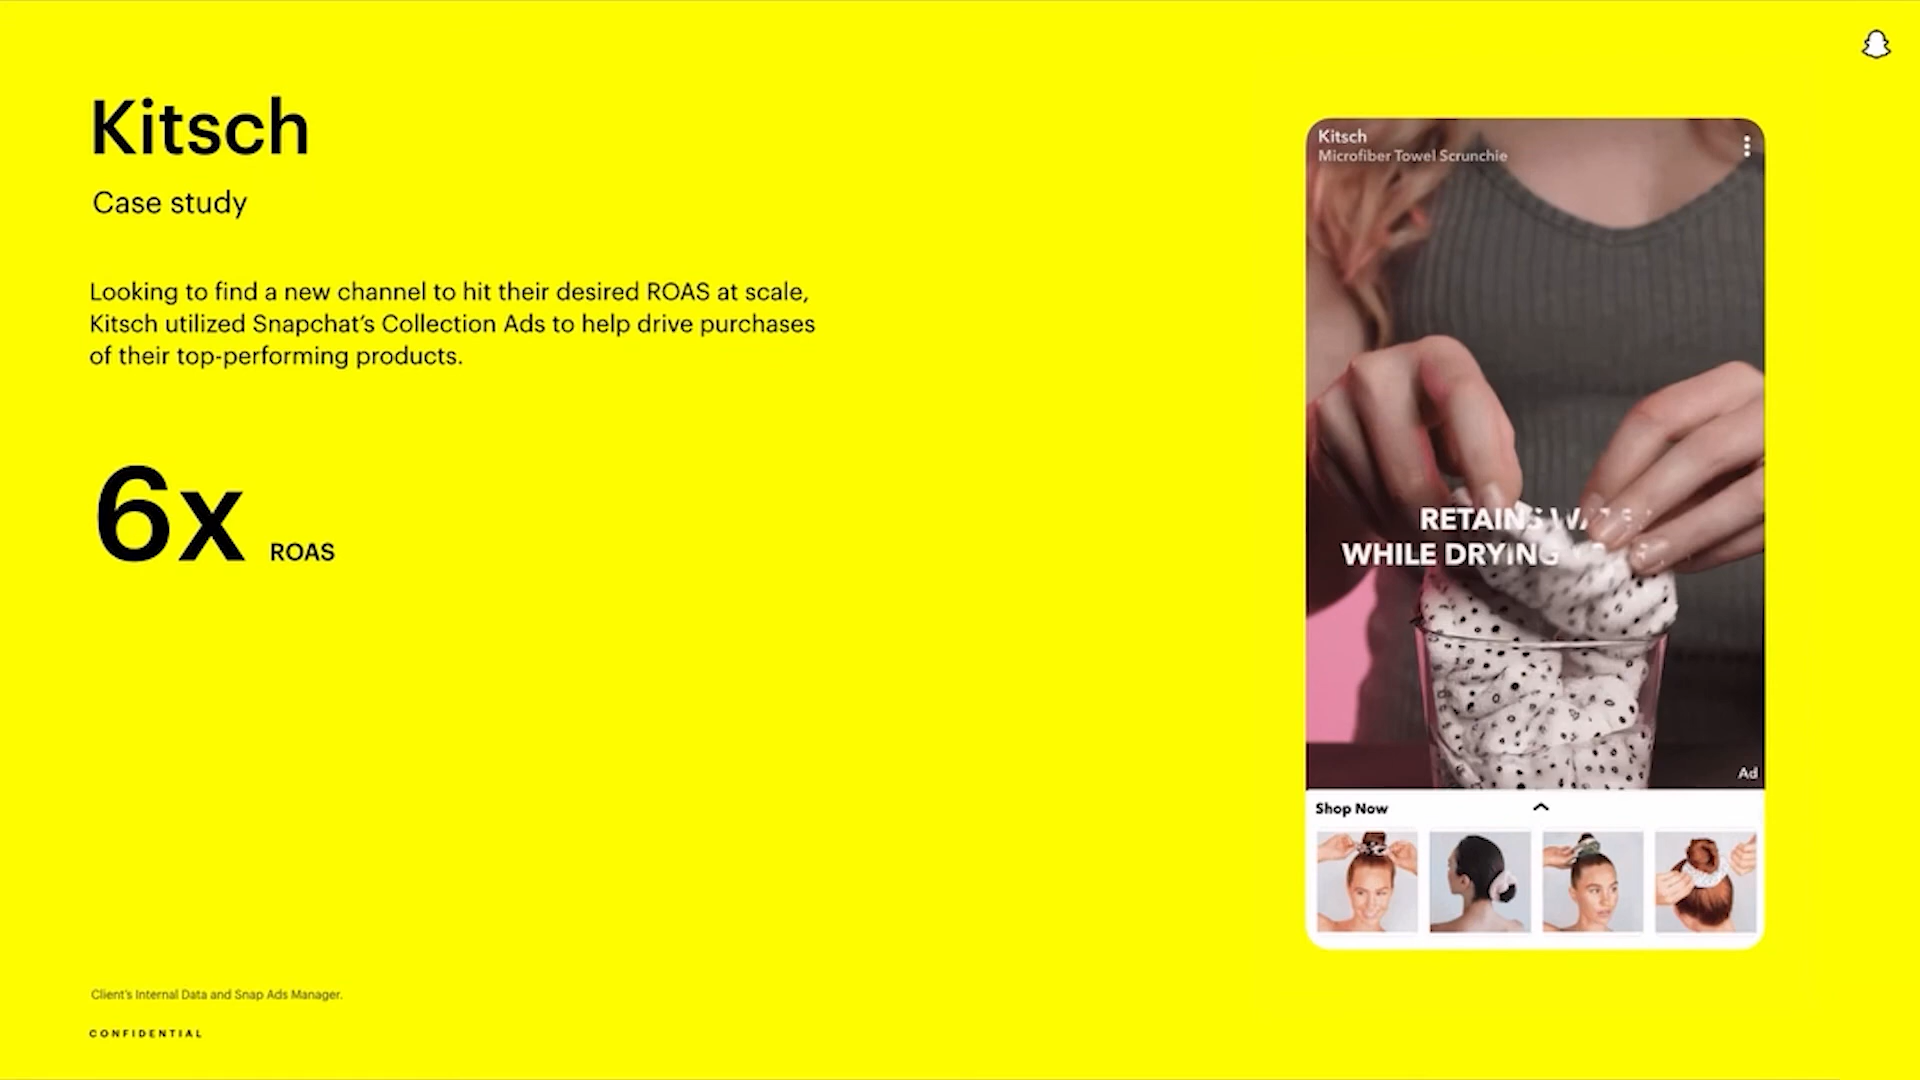 Kitsch
Case study
Looking to find a new channel to hit their desired ROAS at scale,
Kitsch utilized Snapchat’s Collection Ads to help drive purchases
of their top-performing products.
6x ROAS
Client’s Internal Data and Snap Ads Manager.
CONFIDENTIAL
Kitsch
Microfiber Towel Scrunchie
RETAINS
WHILE DRYING
Ad
Shop Now